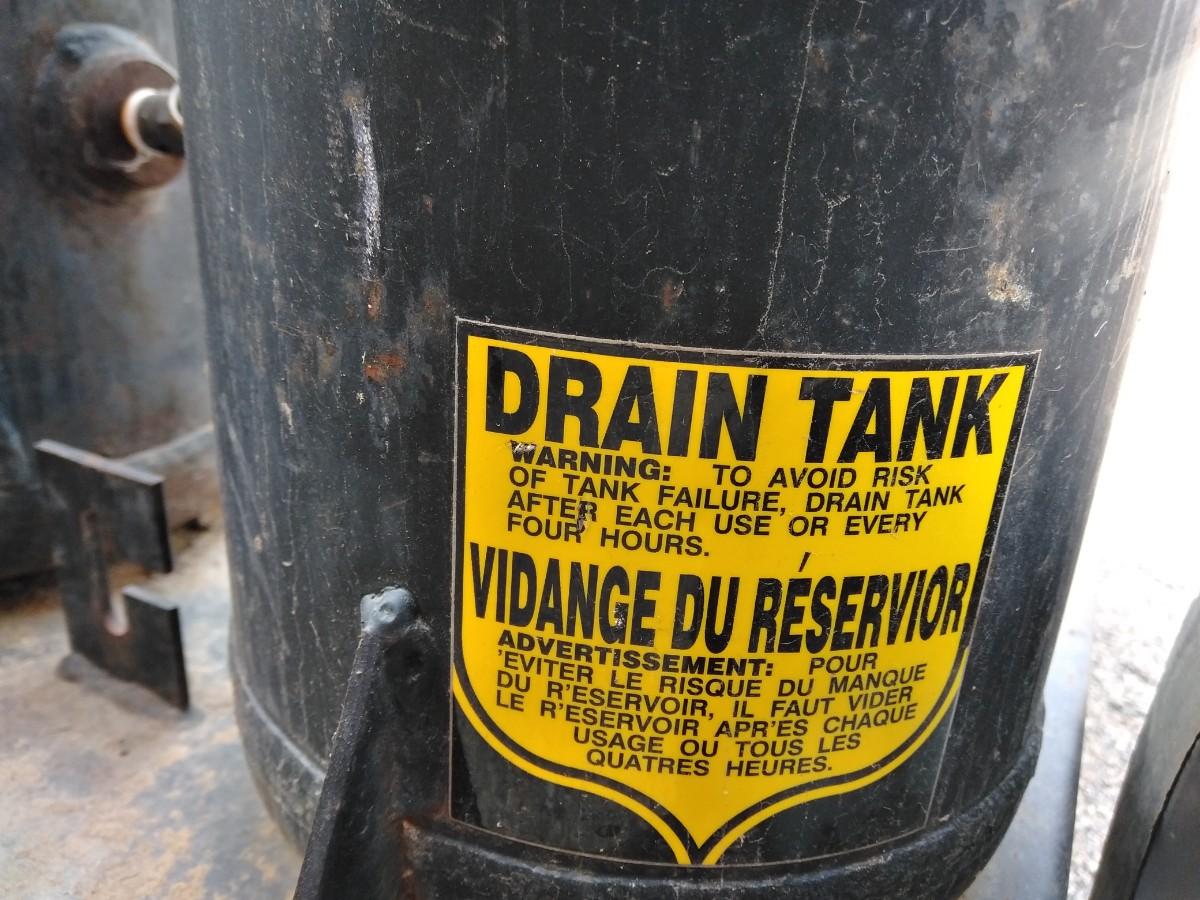 DRAIN TANK
WARNING: TO AVOID RISK
OF TANK FAILURE, DRAIN TANK
AFTER EACH USE OR EVERY
FOUR HOURS.
VIDANGE DU RÉSERVIOR
ADVERTISSEMENT: POUR
'EVITER LE RISQUE DU MANQUE
DU R'ESERVOIR, IL FAUT VIDER
LE R'ESERVOIR APR'ES CHAQUE
USAGE OU TOUS LES
QUATRES HEURES.